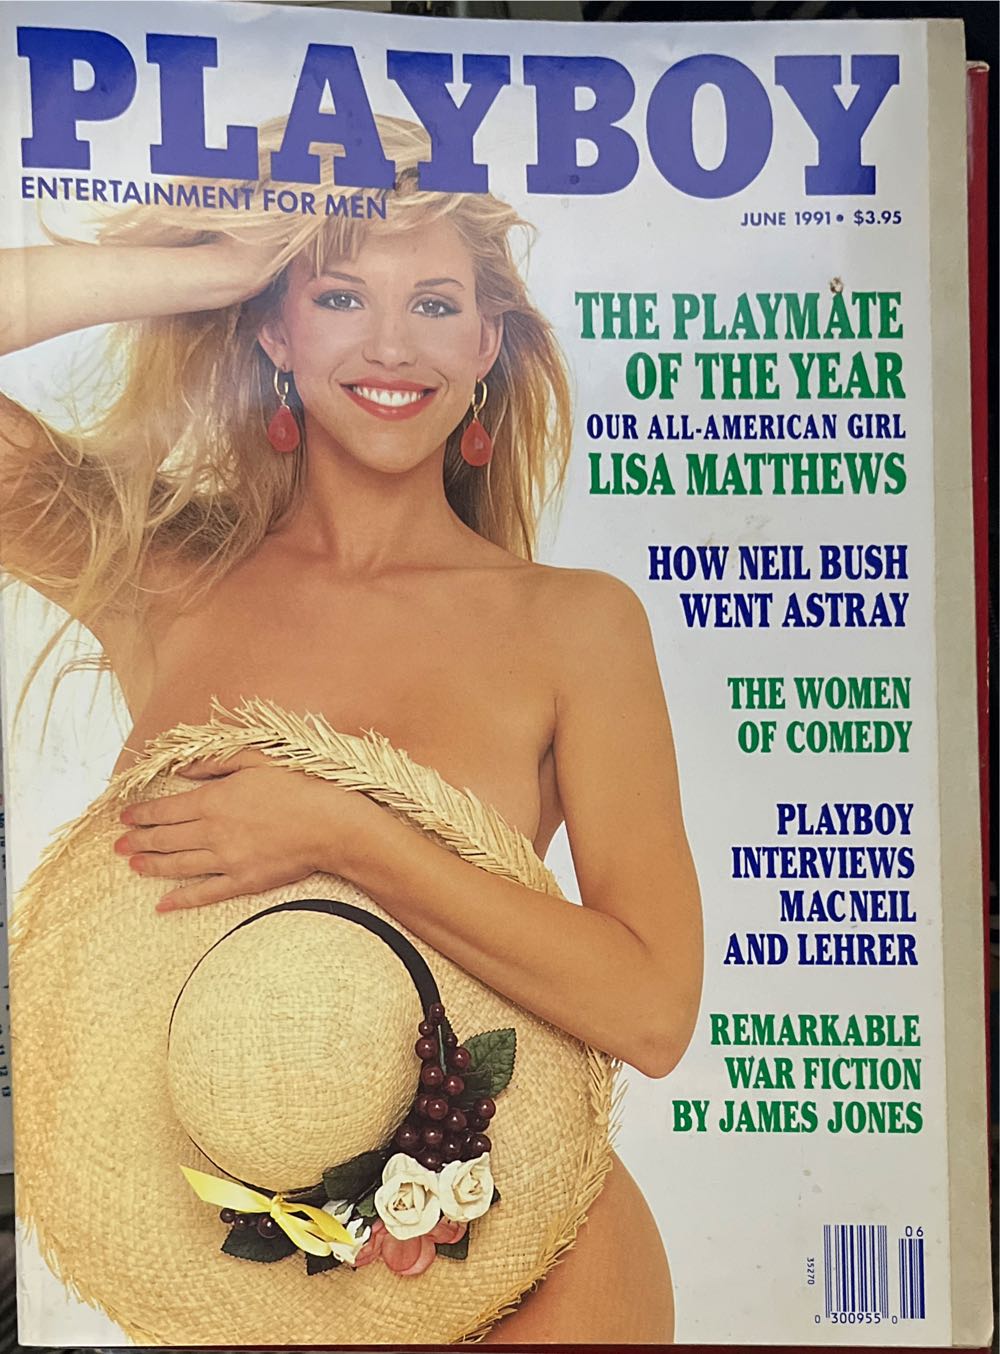 PLAYBOY
ENTERTAINMENT FOR MEN
JUNE 1991 • $3.95
THE PLAYMATE
OF THE YEAR
OUR ALL-AMERICAN GIRL
LISA MATTHEWS
HOW NEIL BUSH
WENT ASTRAY
THE WOMEN
OF COMEDY
PLAYBOY
INTERVIEWS
MACNEIL
AND LEHRER
REMARKABLE
WAR FICTION
BY JAMES JONES
06
35270
0 300955 0